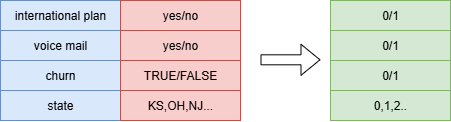 international plan yes/no 0/1
voice mail yes/no 0/1
churn TRUE/FALSE 0/1
state KS,OH,NJ... 0,1,2..